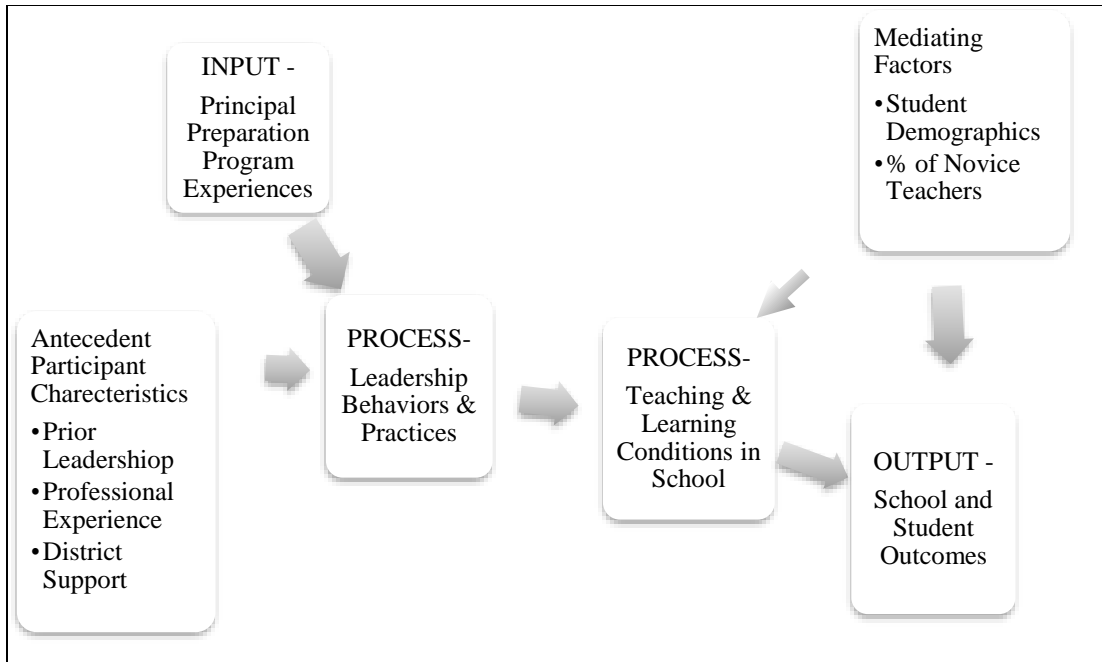 INPUT -
Principal
Preparation
Program
Experiences
Mediating
Factors
•Student
Demographics
•% of Novice
Teachers
Antecedent
Participant
Charecteristics
•Prior
Leadershiop
•Professional
Experience
•District
Support
PROCESS-
Leadership
Behaviors &
Practices
PROCESS-
Teaching &
Learning
Conditions in
School
OUTPUT -
School and
Student
Outcomes